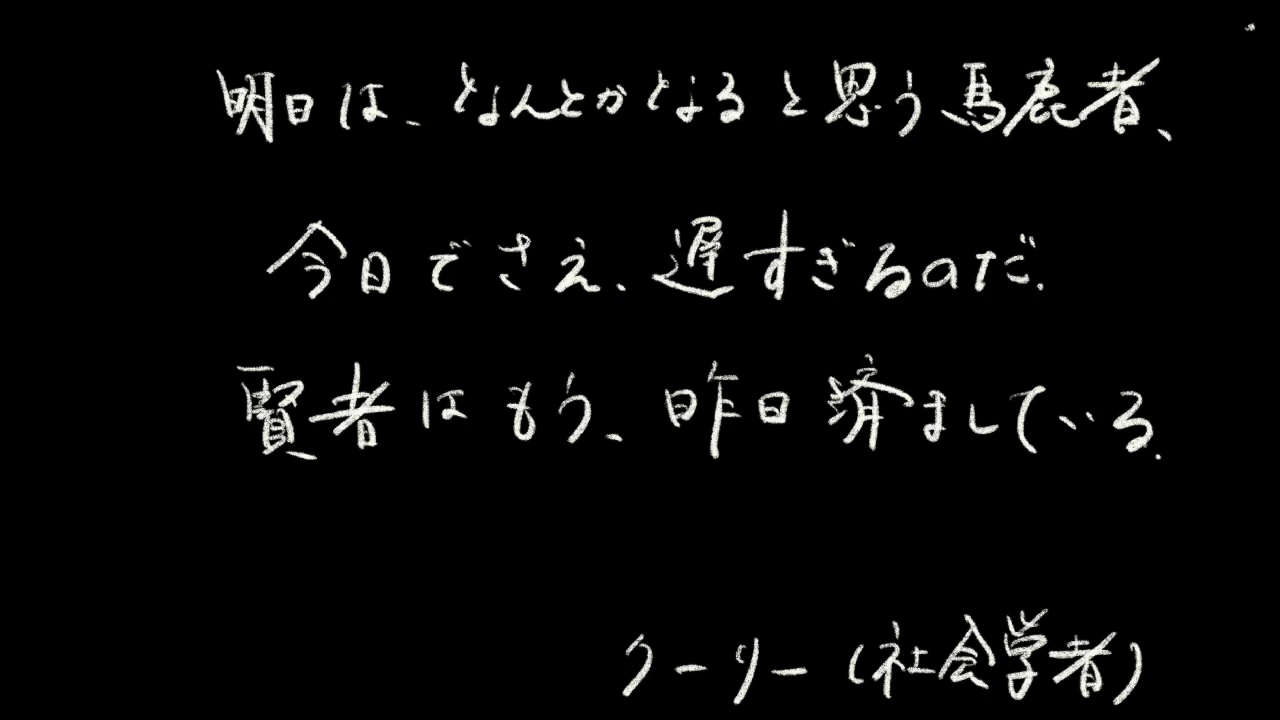 明日は、なんとかなると思う馬鹿者、
今日でさえ、遅すぎるのだ.
賢者はもう、昨日済ましている.
クーリー(社会学者)